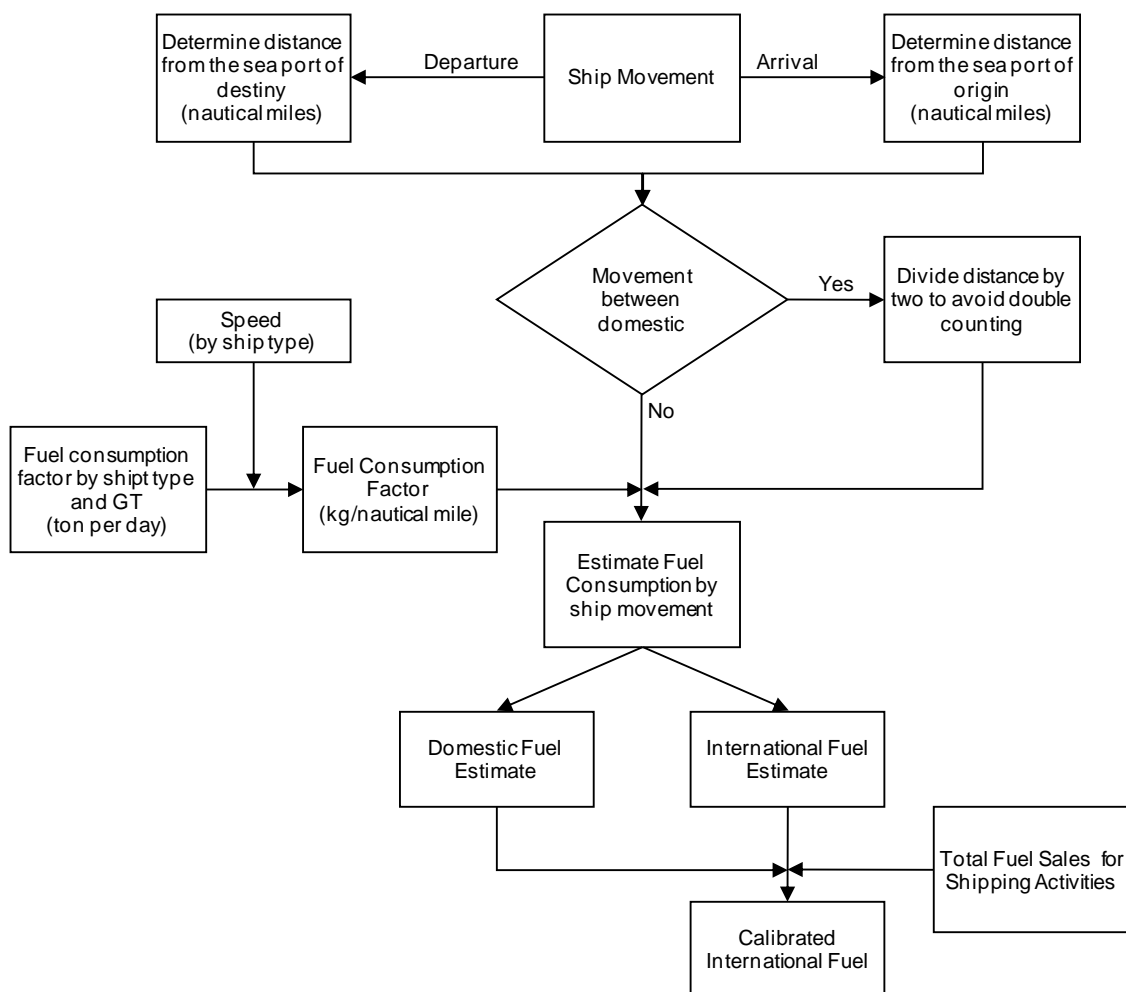 Determine distance
from the sea port of
destiny
(nautical miles)
Departure
Ship Movement
Arrival
Determine distance
from the sea port of
origin
(nautical miles)
Movement
between
domestic
Yes
Divide distance by
two to avoid double
counting
No
Speed
(by ship type)
Fuel consumption
factor by shipt type
and GT
(ton per day)
Fuel Consumption
Factor
(kg/nautical mile)
Estimate Fuel
Consumption by
ship movement
Domestic Fuel
Estimate
International Fuel
Estimate
Total Fuel Sales for
Shipping Activities
Calibrated
International Fuel